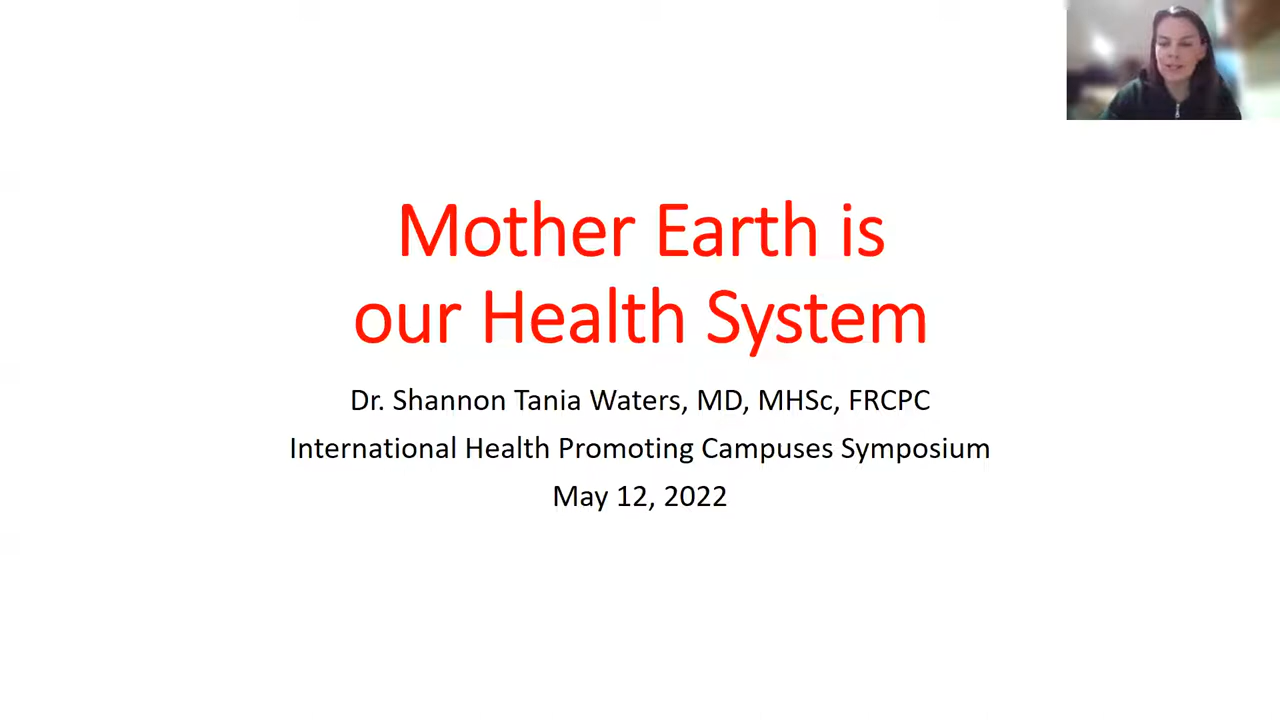 Mother Earth is
our Health System
Dr. Shannon Tania Waters, MD, MHSc, FRCPC
International Health Promoting Campuses Symposium
May 12, 2022